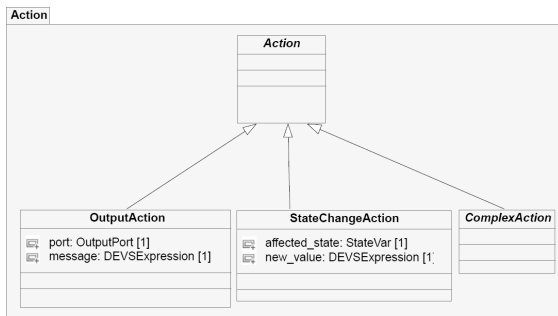 Action
Action
OutputAction
port: OutputPort [1]
message: DEVSExpression [1]
StateChangeAction
affected_state: StateVar [1]
new_value: DEVSExpression [1]
ComplexAction